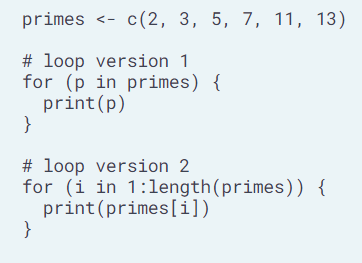 primes <- c(2, 3, 5, 7, 11, 13)
# loop version 1
for (p in primes) {
  print(p)
}
# loop version 2
for (i in 1:length(primes)) {
  print(primes[i])
}